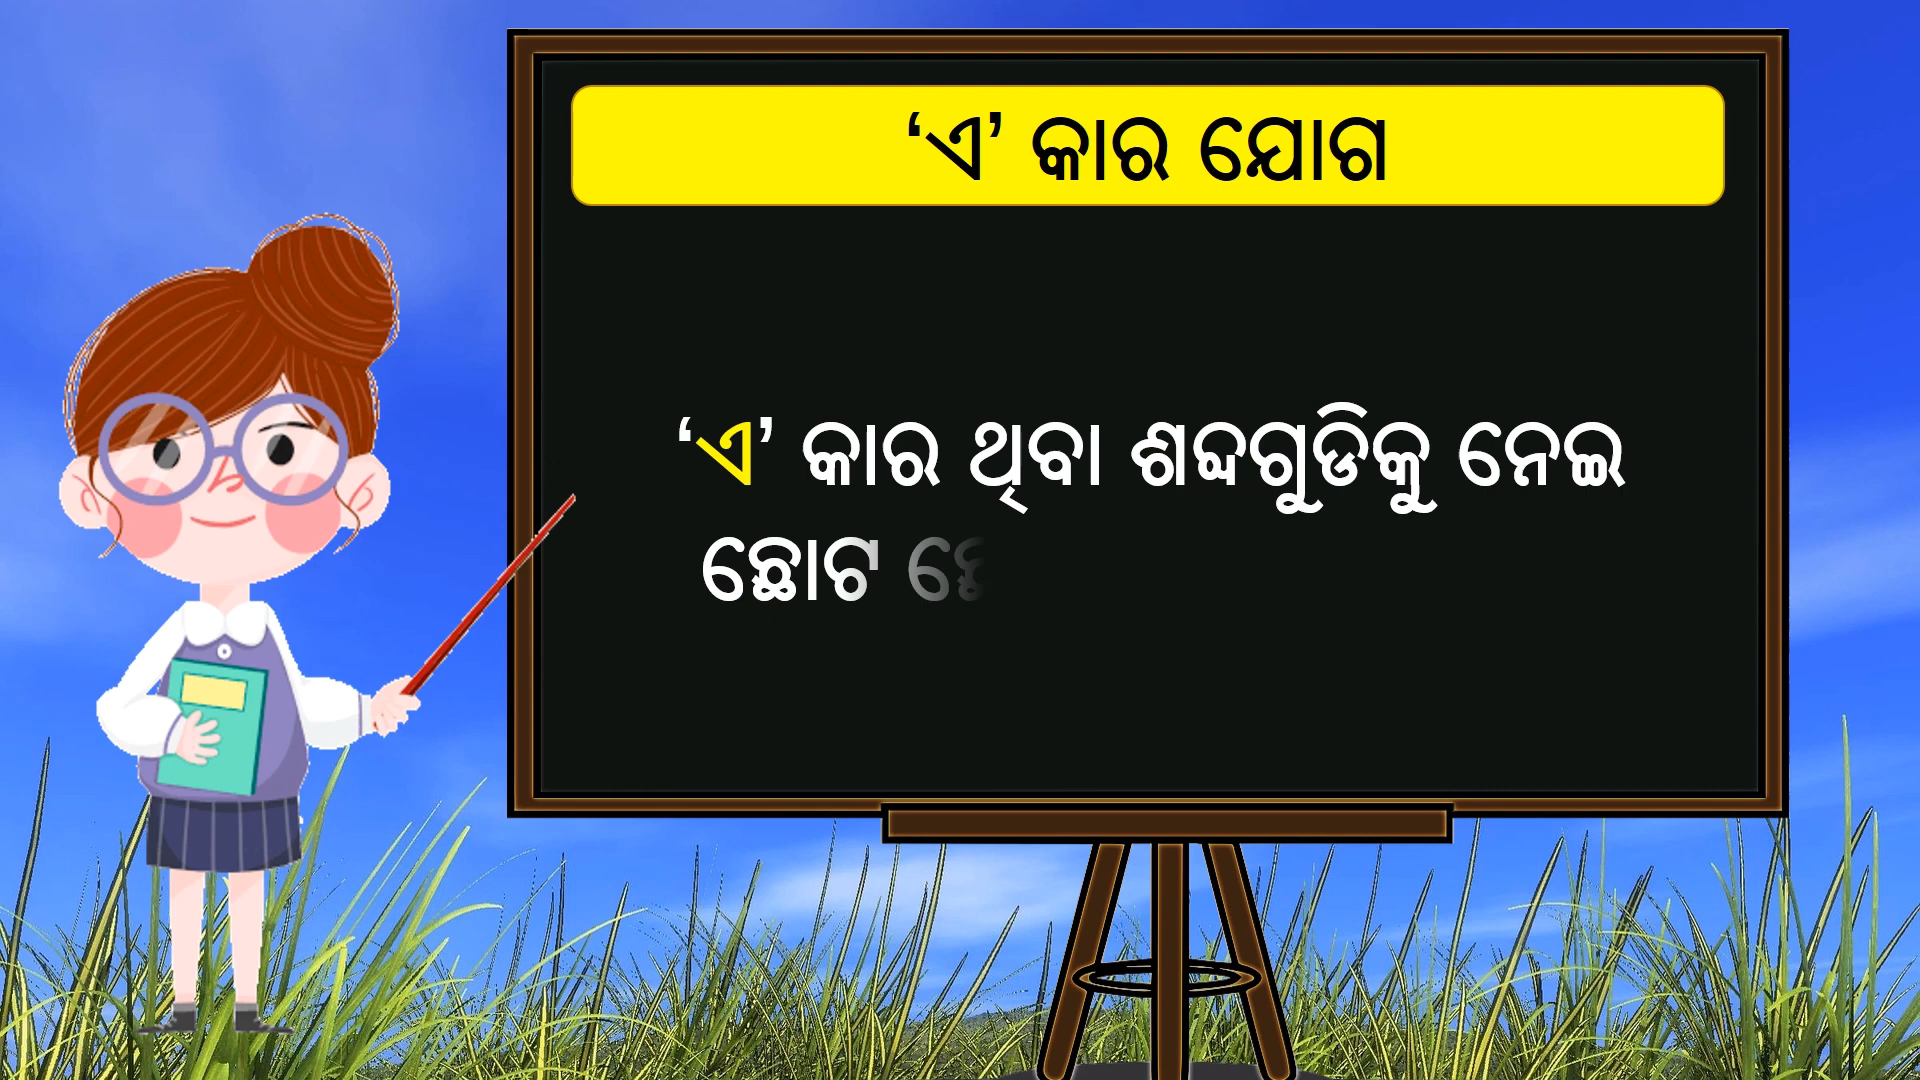 ‘ଏ’ କାର ଯୋଗ
‘ଏ’ କାର ଥିବା ଶବ୍ଦଗୁଡିକୁ ନେଇ
ଛୋଟ